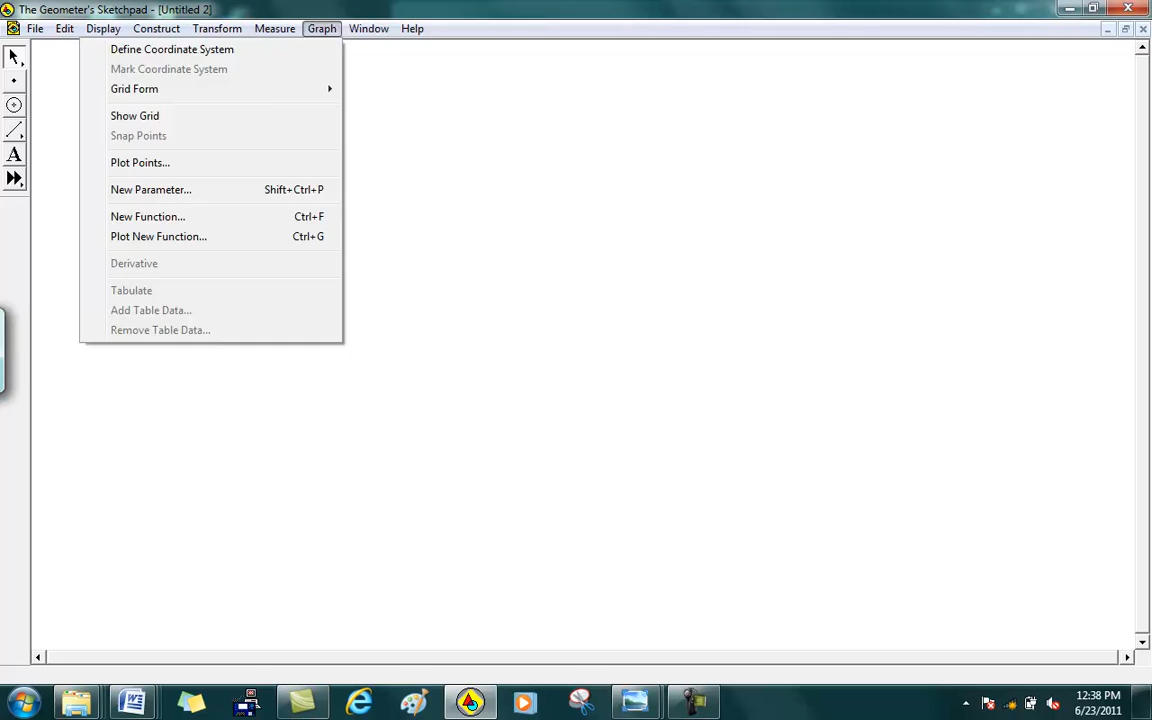 The Geometer's Sketchpad - [Untitled 2]
File Edit Display Construct Transform Measure Graph Window Help
Define Coordinate System
Mark Coordinate System
Grid Form
Show Grid
Snap Points
Plot Points...
New Parameter... Shift+Ctrl+P
New Function... Ctrl+F
Plot New Function... Ctrl+G
Derivative
Tabulate
Add Table Data...
Remove Table Data...
A
12:38 PM
6/23/2011